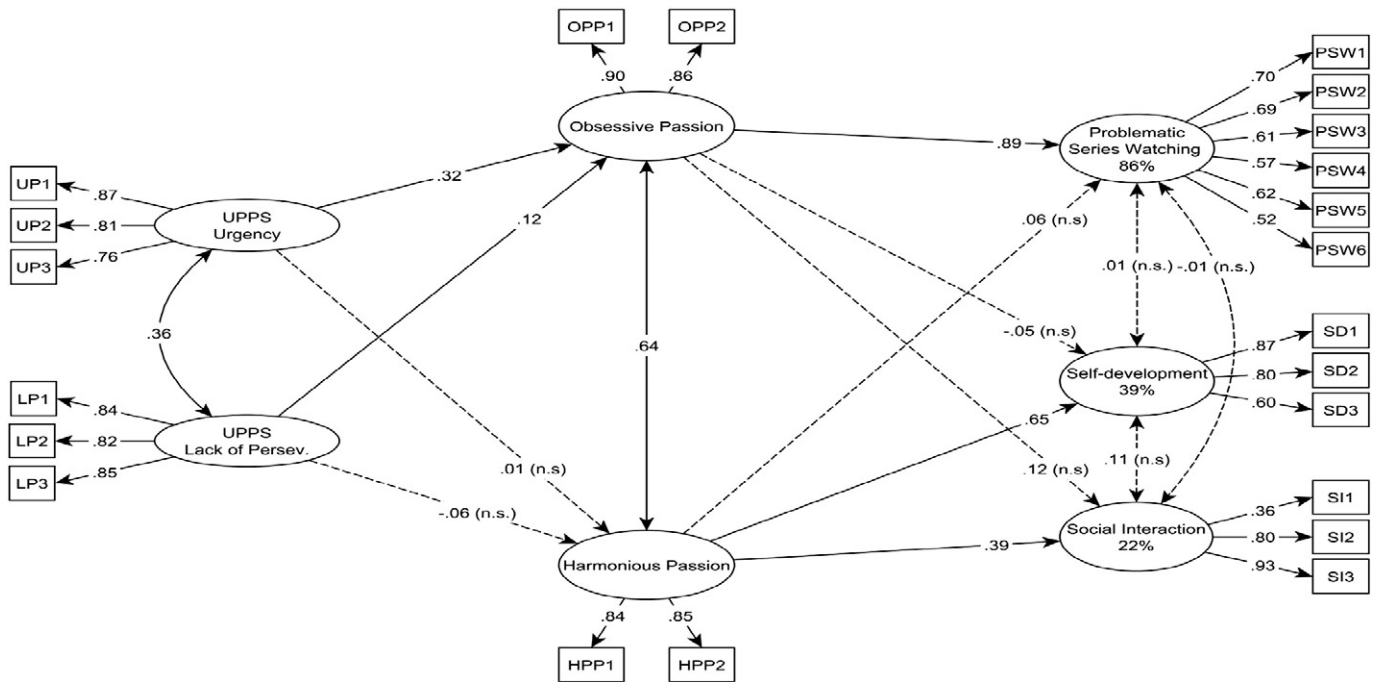 OPP1
OPP2
.90
.86
Obsessive Passion
PSW1
PSW2
PSW3
PSW4
PSW5
PSW6
.70
.69
.61
.57
.62
.52
Problematic
Series Watching
86%
.89
UP1
UP2
UP3
.87
.81
.76
UPPS
Urgency
.32
.12
.06 (n.s)
.01 (n.s.)
-.01 (n.s.)
.36
.64
-.05 (n.s)
Self-development
39%
.87
.80
.60
SD1
SD2
SD3
LP1
LP2
LP3
.84
.82
.85
UPPS
Lack of Persev.
.01 (n.s)
-.06 (n.s.)
.65
.12 (n.s)
.11 (n.s)
.39
Social Interaction
22%
.36
.80
.93
SI1
SI2
SI3
Harmonious Passion
.84
.85
HPP1
HPP2